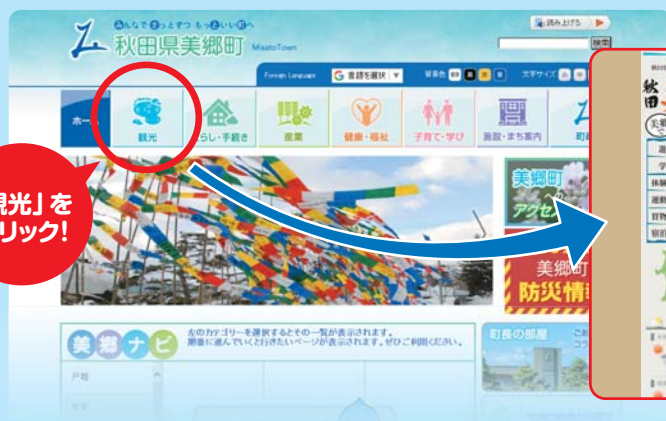 みんなで きっとずつ もっといい町へ
秋田県美郷町 MisatoTown
読み上げる
検索
Foreign Language
言語を選択
背景色
文字サイズ
ホーム
観光
らし・手続き
産業
健康・福祉
子育て・学び
施設・まち案内
町政
観光」を
リック!
美郷町
アクセ
美郷町
防災情
美郷ナビ
左のカテゴリーを選択するとその一覧が表示されます。
順番に進んでいくと行きたいページが表示されます。ぜひご利用ください。
戸籍
町長の部屋
秋
田